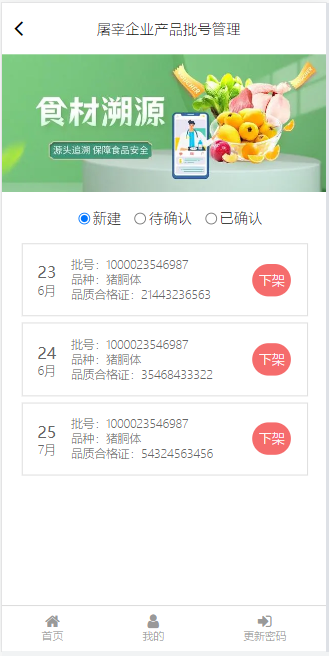 屠宰企业产品批号管理
食材溯源
源头追溯 保障食品安全
新建 待确认 已确认
23
6月
批号：1000023546987
品种：猪胴体
品质合格证：21443236563
下架
24
6月
批号：1000023546987
品种：猪胴体
品质合格证：35468433322
下架
25
7月
批号：1000023546987
品种：猪胴体
品质合格证：54324563456
下架
首页 我的 更新密码